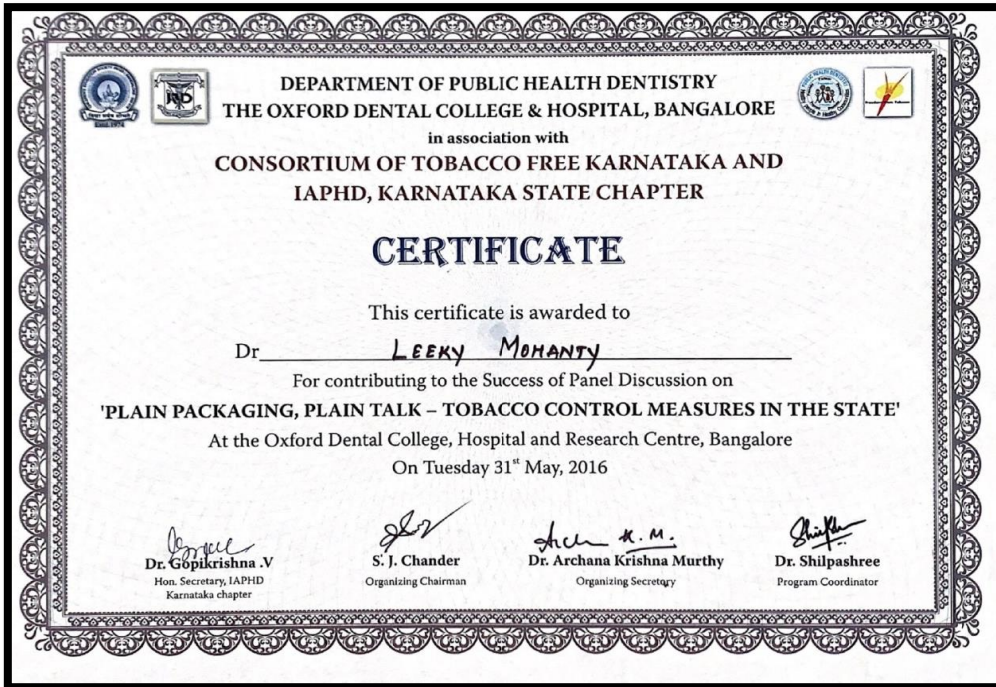 DEPARTMENT OF PUBLIC HEALTH DENTISTRY
THE OXFORD DENTAL COLLEGE & HOSPITAL, BANGALORE
in association with
CONSORTIUM OF TOBACCO FREE KARNATAKA AND
IAPHD, KARNATAKA STATE CHAPTER
CERTIFICATE
This certificate is awarded to
Dr LEEKY MOHANTY
For contributing to the Success of Panel Discussion on
'PLAIN PACKAGING, PLAIN TALK – TOBACCO CONTROL MEASURES IN THE STATE'
At the Oxford Dental College, Hospital and Research Centre, Bangalore
On Tuesday 31st May, 2016
Dr. Gopikrishna .V
Hon. Secretary, IAPHD
Karnataka chapter
S. J. Chander
Organizing Chairman
Dr. Archana Krishna Murthy
Organizing Secretary
Dr. Shilpashree
Program Coordinator